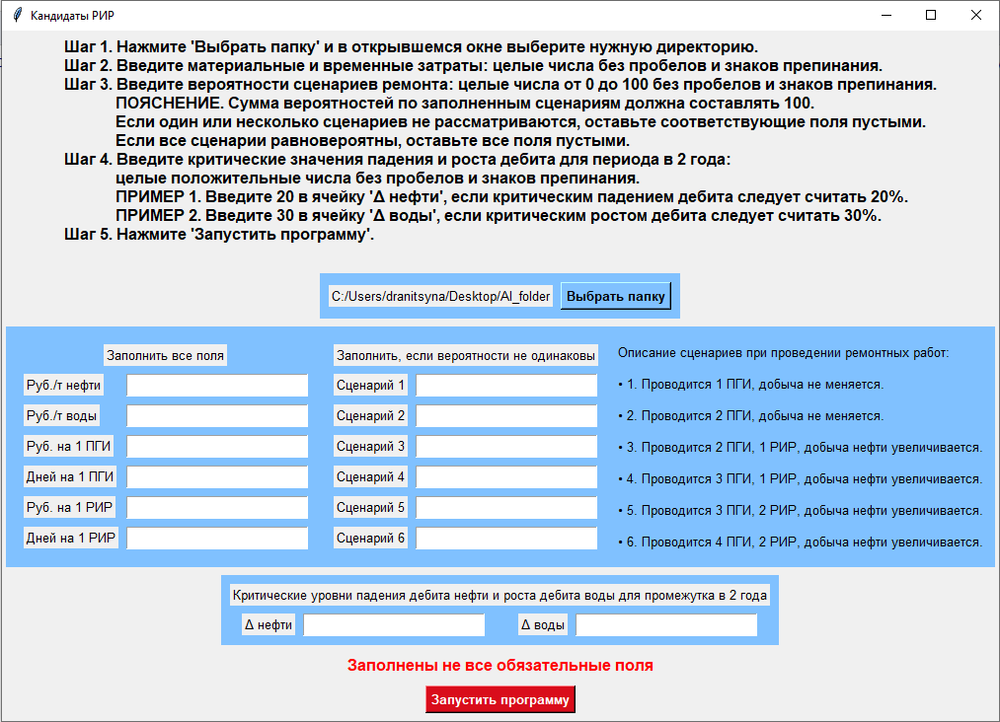 Кандидаты РИР
Шаг 1. Нажмите 'Выбрать папку' и в открывшемся окне выберите нужную директорию.
Шаг 2. Введите материальные и временные затраты: целые числа без пробелов и знаков препинания.
Шаг 3. Введите вероятности сценариев ремонта: целые числа от 0 до 100 без пробелов и знаков препинания.
ПОЯСНЕНИЕ. Сумма вероятностей по заполненным сценариям должна составлять 100.
Если один или несколько сценариев не рассматриваются, оставьте соответствующие поля пустыми.
Если все сценарии равновероятны, оставьте все поля пустыми.
Шаг 4. Введите критические значения падения и роста дебита для периода в 2 года:
целые положительные числа без пробелов и знаков препинания.
ПРИМЕР 1. Введите 20 в ячейку 'Δ нефти', если критическим падением дебита следует считать 20%.
ПРИМЕР 2. Введите 30 в ячейку 'Δ воды', если критическим ростом дебита следует считать 30%.
Шаг 5. Нажмите 'Запустить программу'.
C:/Users/dranitsyna/Desktop/AI_folder
Выбрать папку
Заполнить все поля
Руб./т нефти
Руб./т воды
Руб. на 1 ПГИ
Дней на 1 ПГИ
Руб. на 1 РИР
Дней на 1 РИР
Заполнить, если вероятности не одинаковы
Сценарий 1
Сценарий 2
Сценарий 3
Сценарий 4
Сценарий 5
Сценарий 6
Описание сценариев при проведении ремонтных работ:
• 1. Проводится 1 ПГИ, добыча не меняется.
• 2. Проводится 2 ПГИ, добыча не меняется.
• 3. Проводится 2 ПГИ, 1 РИР, добыча нефти увеличивается.
• 4. Проводится 3 ПГИ, 1 РИР, добыча нефти увеличивается.
• 5. Проводится 3 ПГИ, 2 РИР, добыча нефти увеличивается.
• 6. Проводится 4 ПГИ, 2 РИР, добыча нефти увеличивается.
Критические уровни падения дебита нефти и роста дебита воды для промежутка в 2 года
Δ нефти
Δ воды
Заполнены не все обязательные поля
Запустить программу